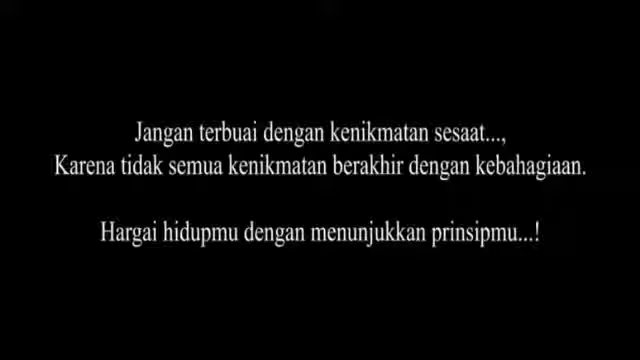 Jangan terbuai dengan kenikmatan sesaat...,
Karena tidak semua kenikmatan berakhir dengan kebahagiaan.
Hargai hidupmu dengan menunjukkan prinsipmu...!